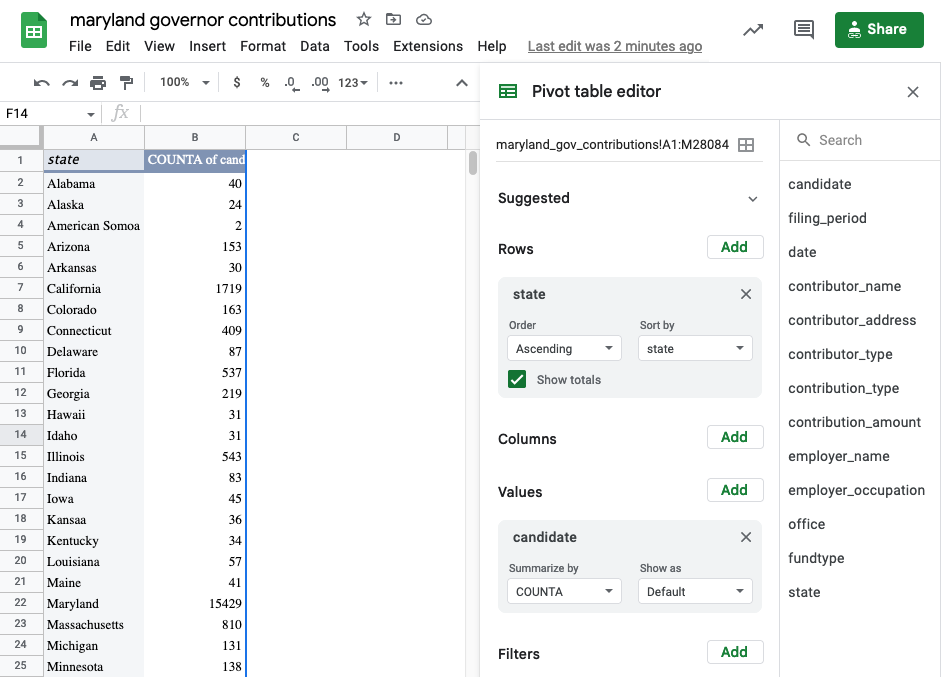 maryland governor contributions
File Edit View Insert Format Data Tools Extensions Help Last edit was 2 minutes ago
Share
100% $ % .0 .00 123
F14 fx
Pivot table editor
A B C D
1 state COUNTA of cand
2 Alabama 40
3 Alaska 24
4 American Somoa 2
5 Arizona 153
6 Arkansas 30
7 California 1719
8 Colorado 163
9 Connecticut 409
10 Delaware 87
11 Florida 537
12 Georgia 219
13 Hawaii 31
14 Idaho 31
15 Illinois 543
16 Indiana 83
17 Iowa 45
18 Kansaa 36
19 Kentucky 34
20 Louisiana 57
21 Maine 41
22 Maryland 15429
23 Massachusetts 810
24 Michigan 131
25 Minnesota 138
maryland_gov_contributions!A1:M28084
Suggested
Rows Add
state
Order Sort by
Ascending state
Show totals
Columns Add
Values Add
candidate
Summarize by Show as
COUNTA Default
Filters Add
Search
candidate
filing_period
date
contributor_name
contributor_address
contributor_type
contribution_type
contribution_amount
employer_name
employer_occupation
office
fundtype
state